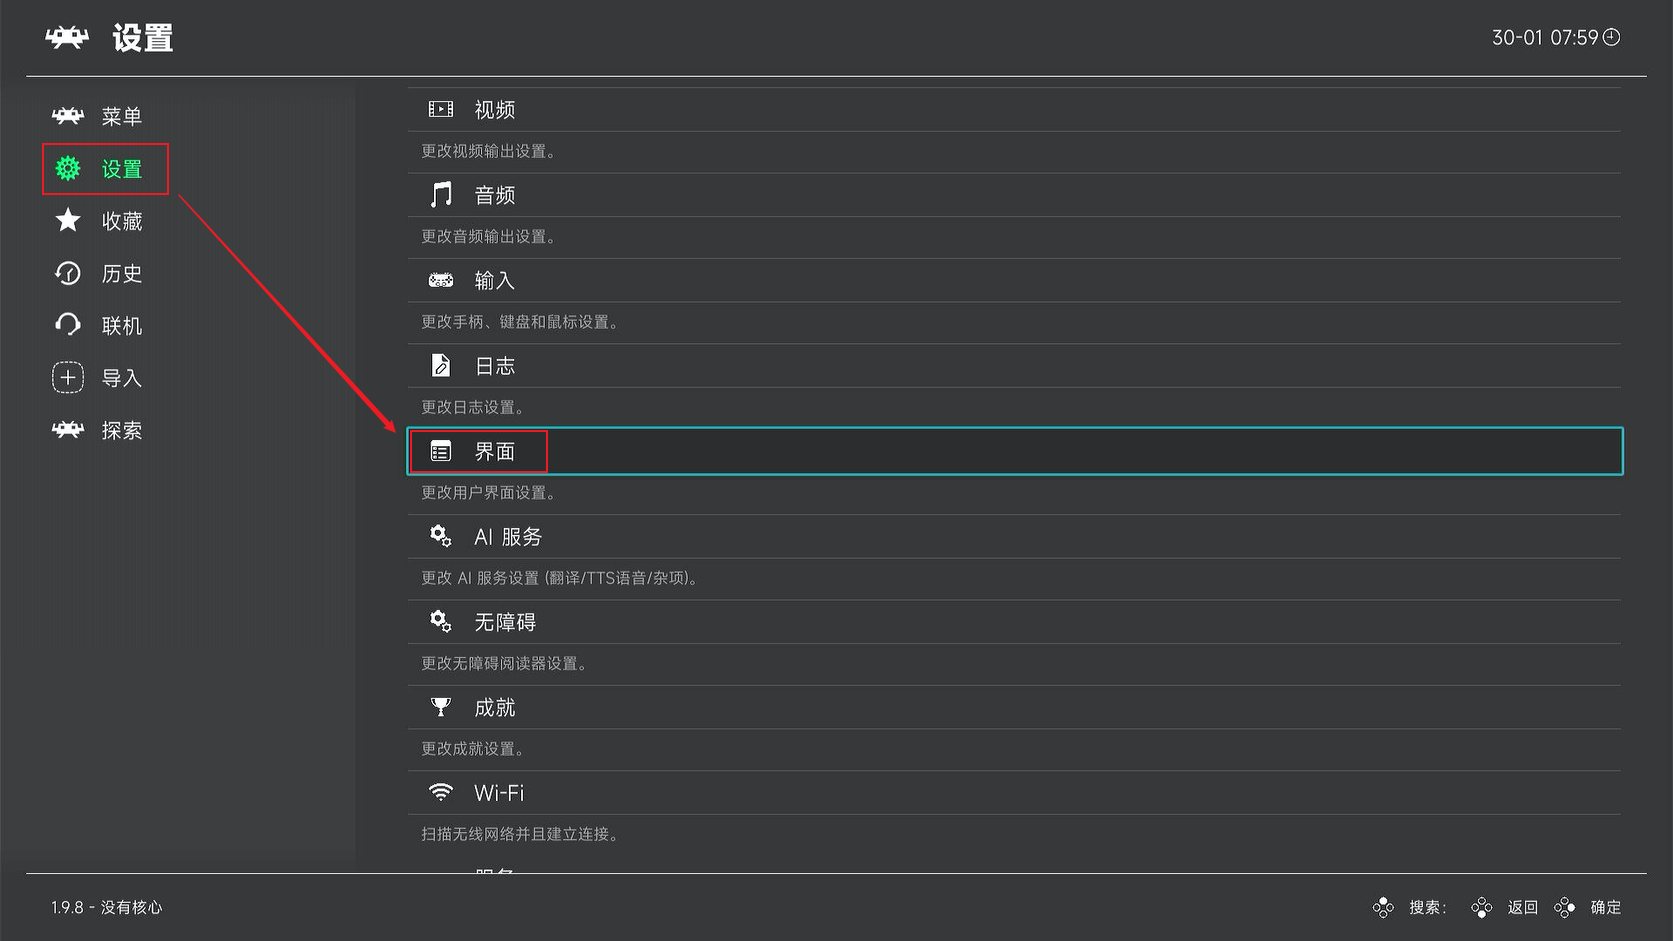 设置
30-01 07:59
菜单
设置
收藏
历史
联机
导入
探索
视频
更改视频输出设置。
音频
更改音频输出设置。
输入
更改手柄、键盘和鼠标设置。
日志
更改日志设置。
界面
更改用户界面设置。
AI 服务
更改 AI 服务设置 (翻译/TTS语音/杂项)。
无障碍
更改无障碍阅读器设置。
成就
更改成就设置。
Wi-Fi
扫描无线网络并且建立连接。
1.9.8 - 没有核心
搜索: 返回 确定